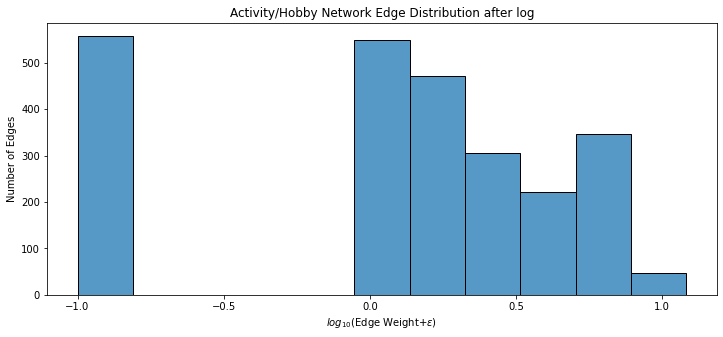 Activity/Hobby Network Edge Distribution after log
500
400
300
200
100
0
Number of Edges
−1.0 −0.5 0.0 0.5 1.0
log10(Edge Weight+ε)